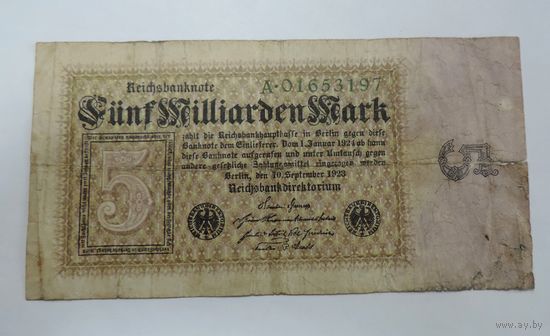 Reichsbanknote
A·01653197
Fünf Milliarden Mark
zahlt die Reichsbankhauptkasse in Berlin gegen diese
Banknote dem Einlieferer. Vom 1. Januar 1924 ab kann
diese Banknote aufgerufen und unter Umtausch gegen
andere gesetzliche Zahlungsmittel eingezogen werden
Berlin, den 10. September 1923
Reichsbankdirektorium
5
www.ay.by